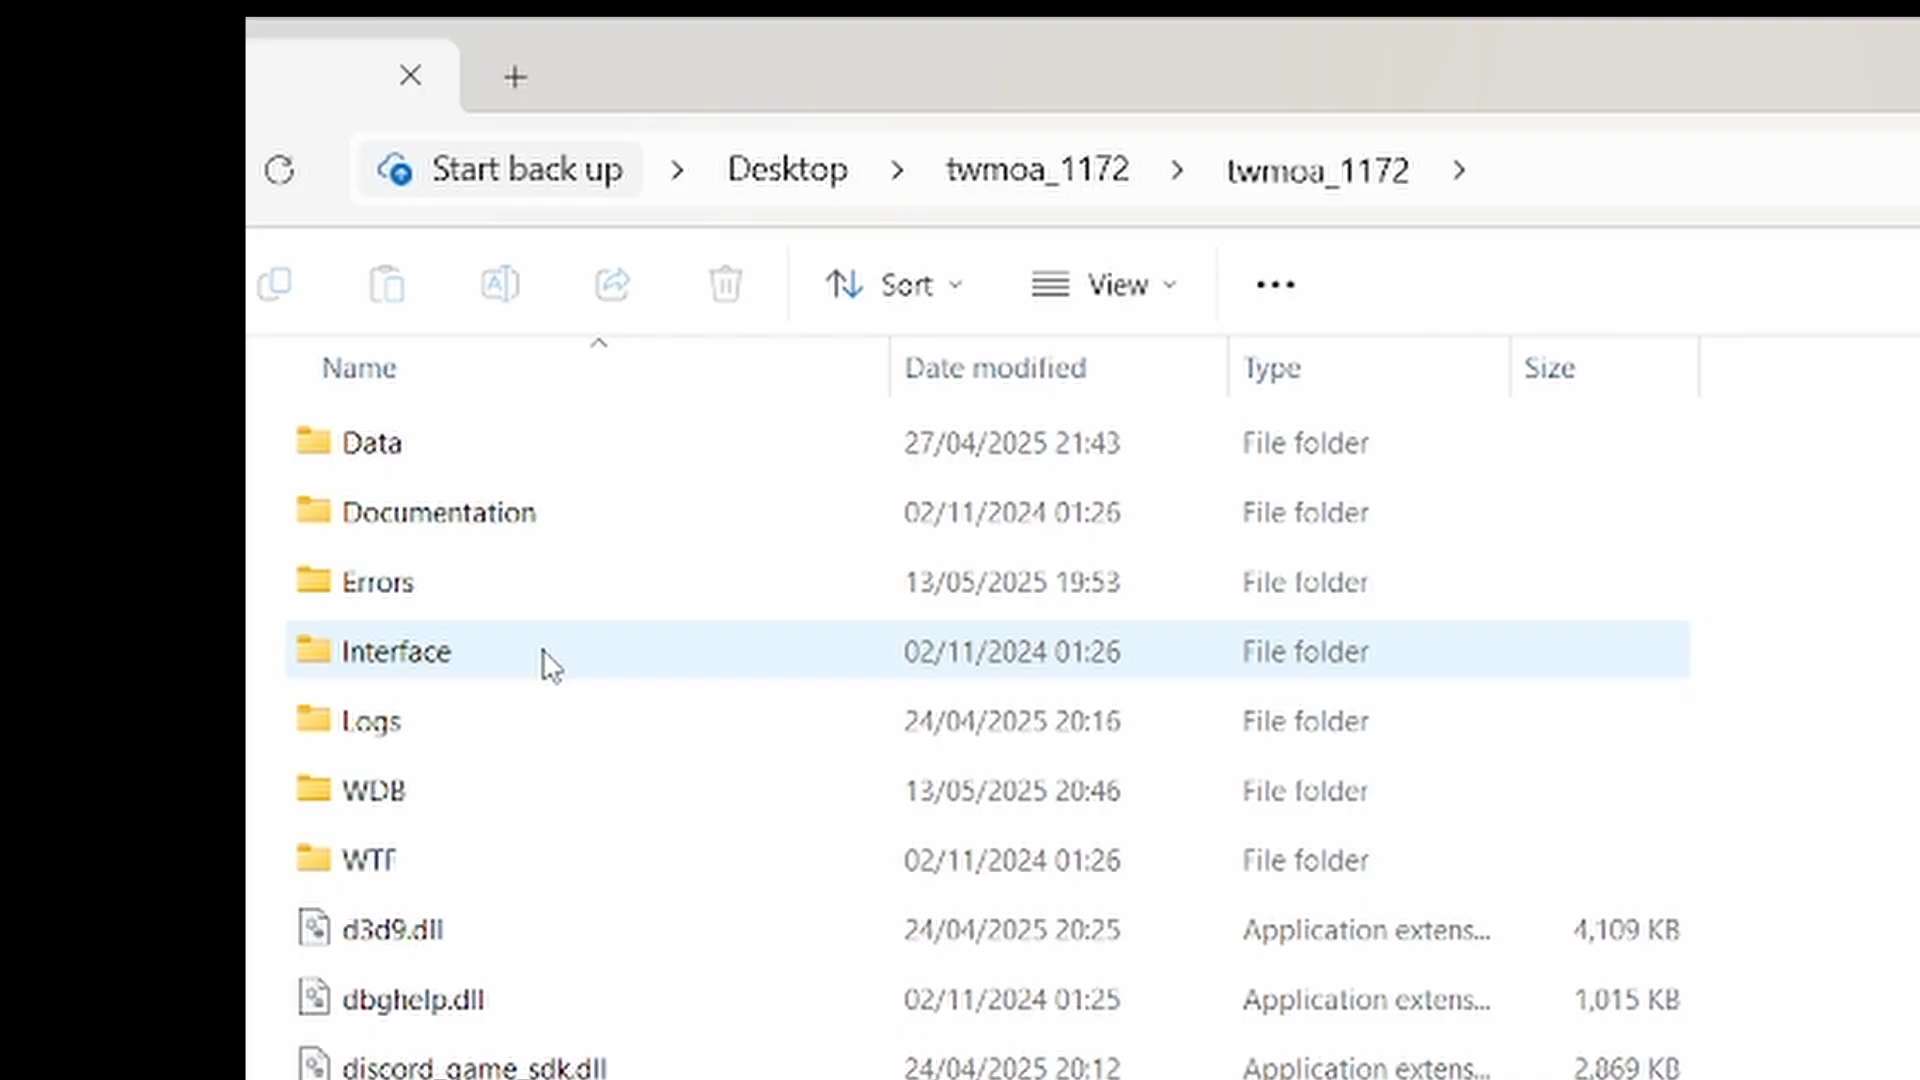 Start back up > Desktop > twmoa_1172 > twmoa_1172 >
Sort View ...
Name Date modified Type Size
Data 27/04/2025 21:43 File folder
Documentation 02/11/2024 01:26 File folder
Errors 13/05/2025 19:53 File folder
Interface 02/11/2024 01:26 File folder
Logs 24/04/2025 20:16 File folder
WDB 13/05/2025 20:46 File folder
WTF 02/11/2024 01:26 File folder
d3d9.dll 24/04/2025 20:25 Application extens... 4,109 KB
dbghelp.dll 02/11/2024 01:25 Application extens... 1,015 KB
discord_game_sdk.dll 24/04/2025 20:12 Application extens... 2,869 KB